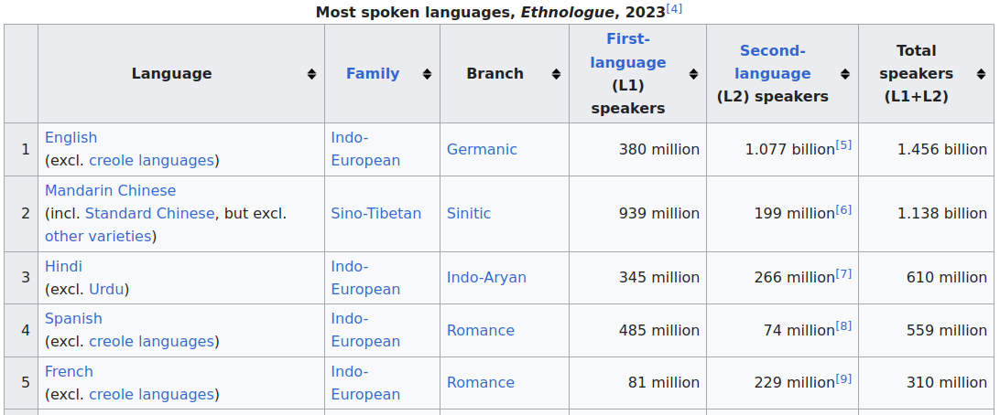 Most spoken languages, Ethnologue, 2023[4]
Language Family Branch First-language (L1) speakers Second-language (L2) speakers Total speakers (L1+L2)
1 English (excl. creole languages) Indo-European Germanic 380 million 1.077 billion[5] 1.456 billion
2 Mandarin Chinese (incl. Standard Chinese, but excl. other varieties) Sino-Tibetan Sinitic 939 million 199 million[6] 1.138 billion
3 Hindi (excl. Urdu) Indo-European Indo-Aryan 345 million 266 million[7] 610 million
4 Spanish (excl. creole languages) Indo-European Romance 485 million 74 million[8] 559 million
5 French (excl. creole languages) Indo-European Romance 81 million 229 million[9] 310 million